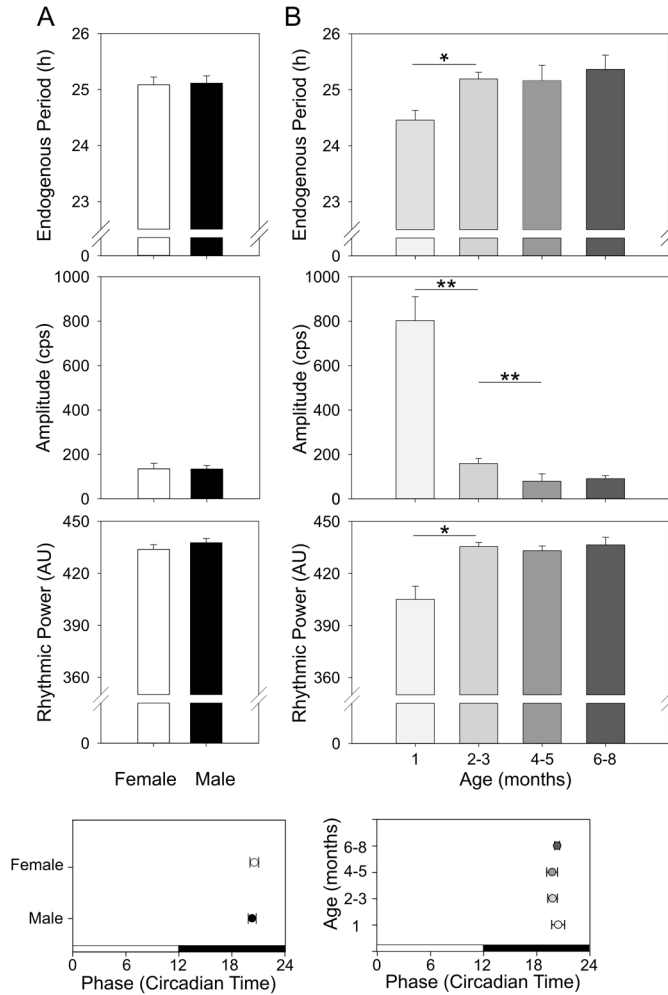 A
B
Endogenous Period (h)
26
25
24
23
0
Endogenous Period (h)
26
25
24
23
0
*
Amplitude (cps)
1000
800
600
400
200
0
Amplitude (cps)
1000
800
600
400
200
0
**
**
Rhythmic Power (AU)
450
420
390
360
0
Female Male
Rhythmic Power (AU)
450
420
390
360
0
*
1 2-3 4-5 6-8
Age (months)
Female
Male
0 6 12 18 24
Phase (Circadian Time)
Age (months)
6-8
4-5
2-3
1
0 6 12 18 24
Phase (Circadian Time)